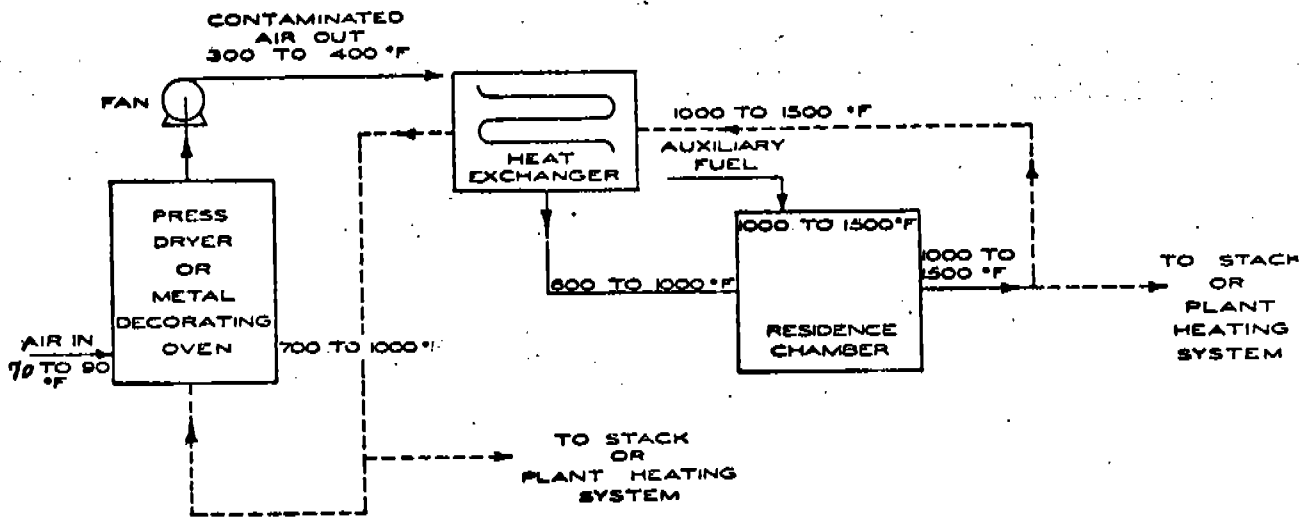 CONTAMINATED
AIR OUT
300 TO 400 °F
FAN
HEAT
EXCHANGER
1000 TO 1500 °F
AUXILIARY
FUEL
PRESS
DRYER
OR
METAL
DECORATING
OVEN
AIR IN
70 TO 90
°F
700 TO 1000 °F
600 TO 1000 °F
1000 TO 1500 °F
RESIDENCE
CHAMBER
1000 TO
1500 °F
TO STACK
OR
PLANT
HEATING
SYSTEM
TO STACK
OR
PLANT HEATING
SYSTEM